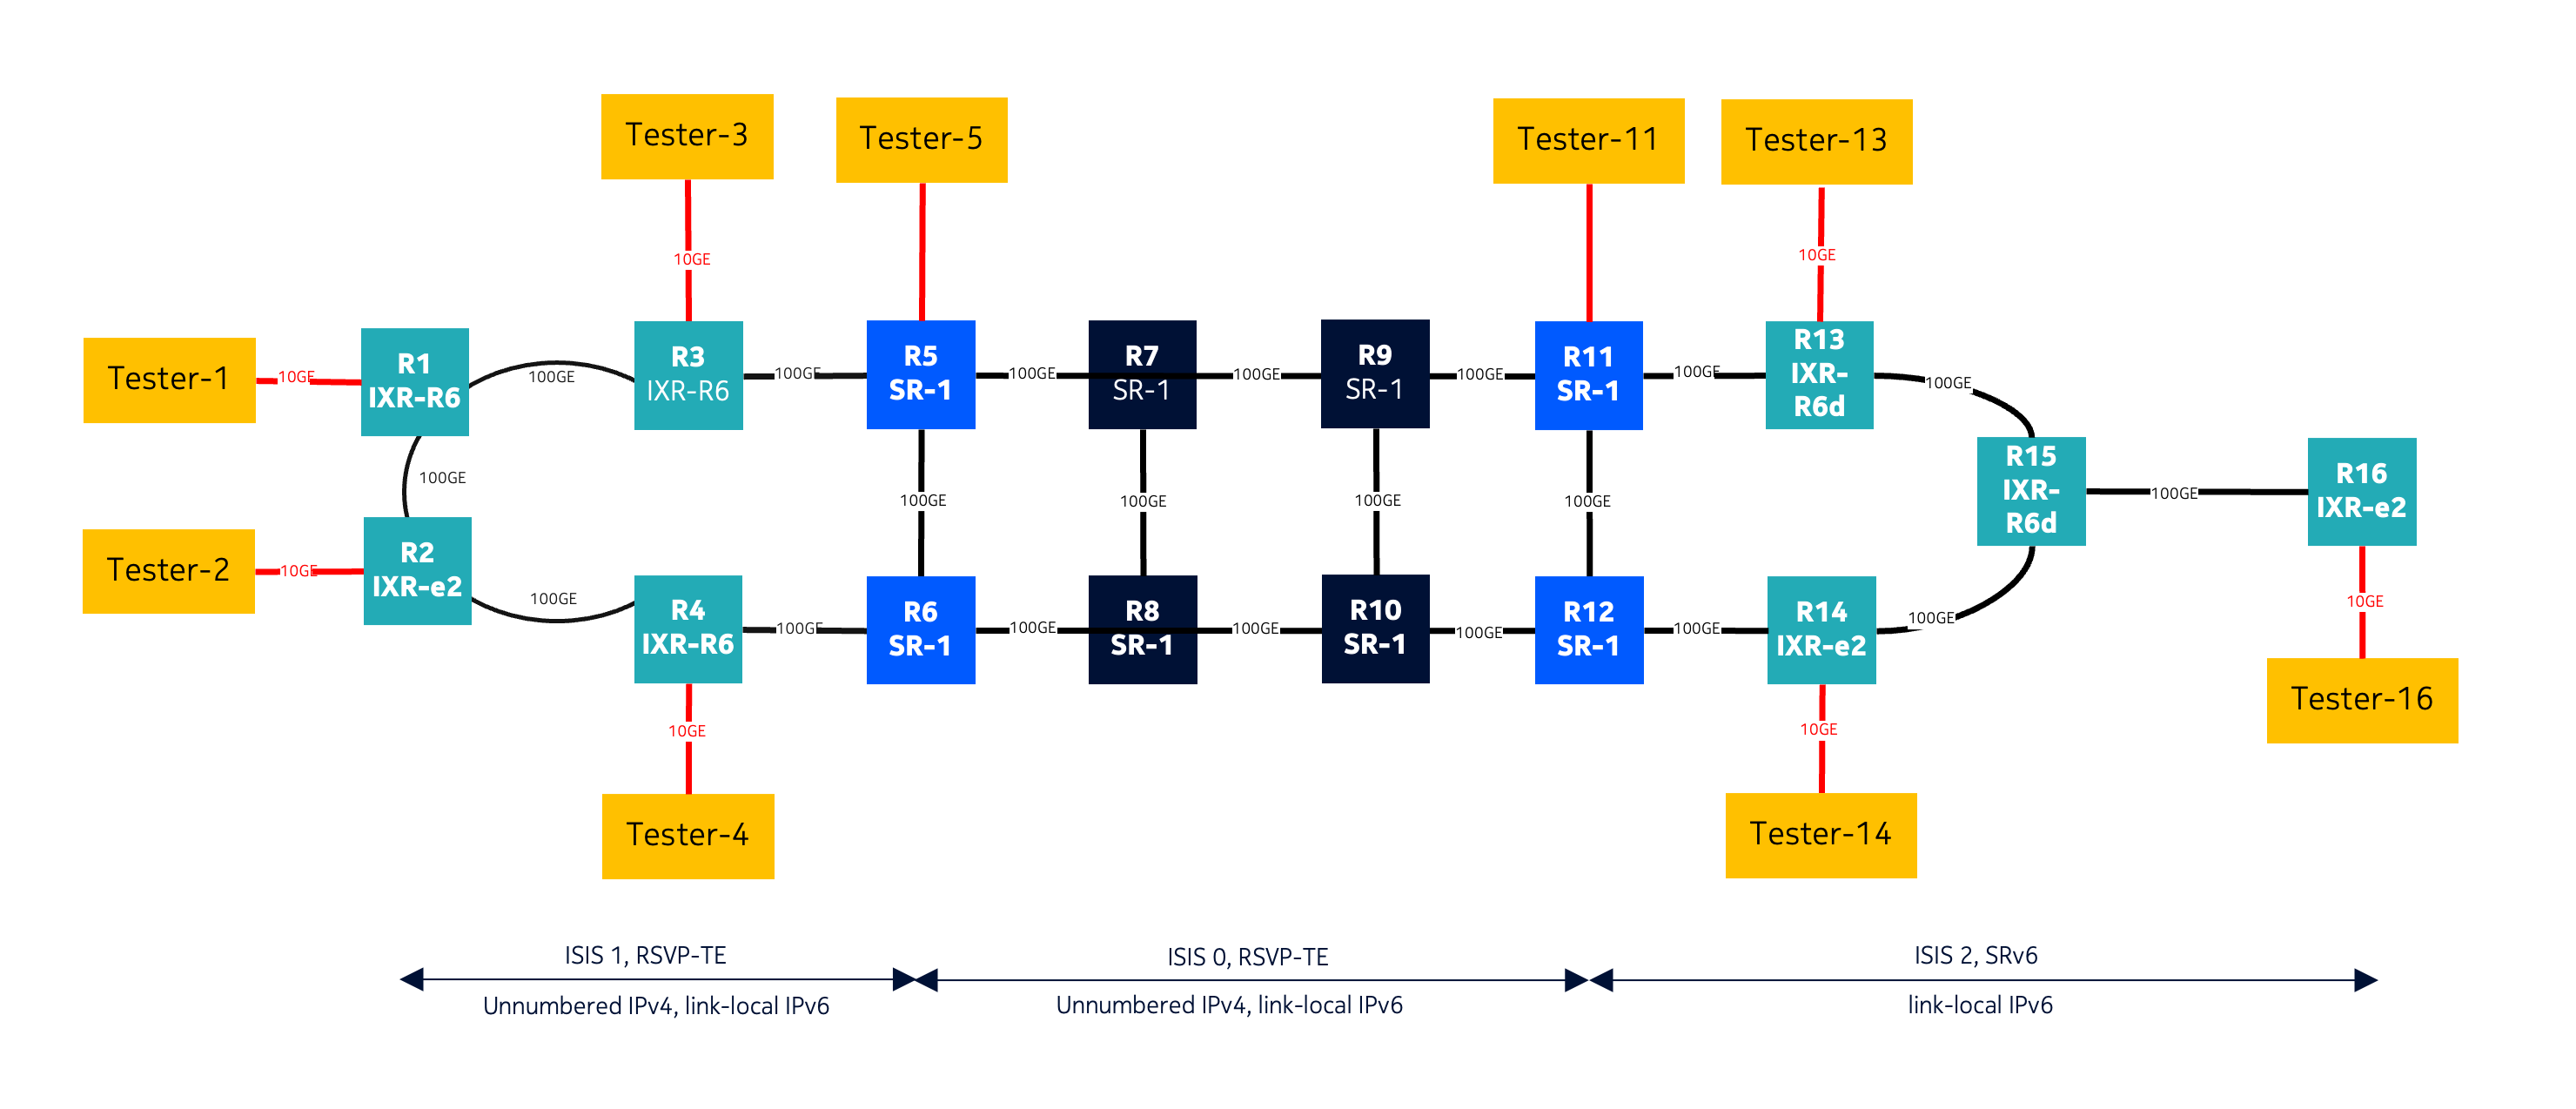 Tester-3
Tester-5
Tester-11
Tester-13
10GE
10GE
Tester-1
10GE
R1
IXR-R6
100GE
R3
IXR-R6
100GE
R5
SR-1
100GE
R7
SR-1
100GE
R9
SR-1
100GE
R11
SR-1
100GE
R13
IXR-
R6d
100GE
100GE
100GE
100GE
100GE
100GE
R15
IXR-
R6d
100GE
R16
IXR-e2
Tester-2
10GE
R2
IXR-e2
100GE
R4
IXR-R6
100GE
R6
SR-1
100GE
R8
SR-1
100GE
R10
SR-1
100GE
R12
SR-1
100GE
R14
IXR-e2
100GE
10GE
10GE
10GE
Tester-16
Tester-4
Tester-14
ISIS 1, RSVP-TE
ISIS 0, RSVP-TE
ISIS 2, SRv6
Unnumbered IPv4, link-local IPv6
Unnumbered IPv4, link-local IPv6
link-local IPv6